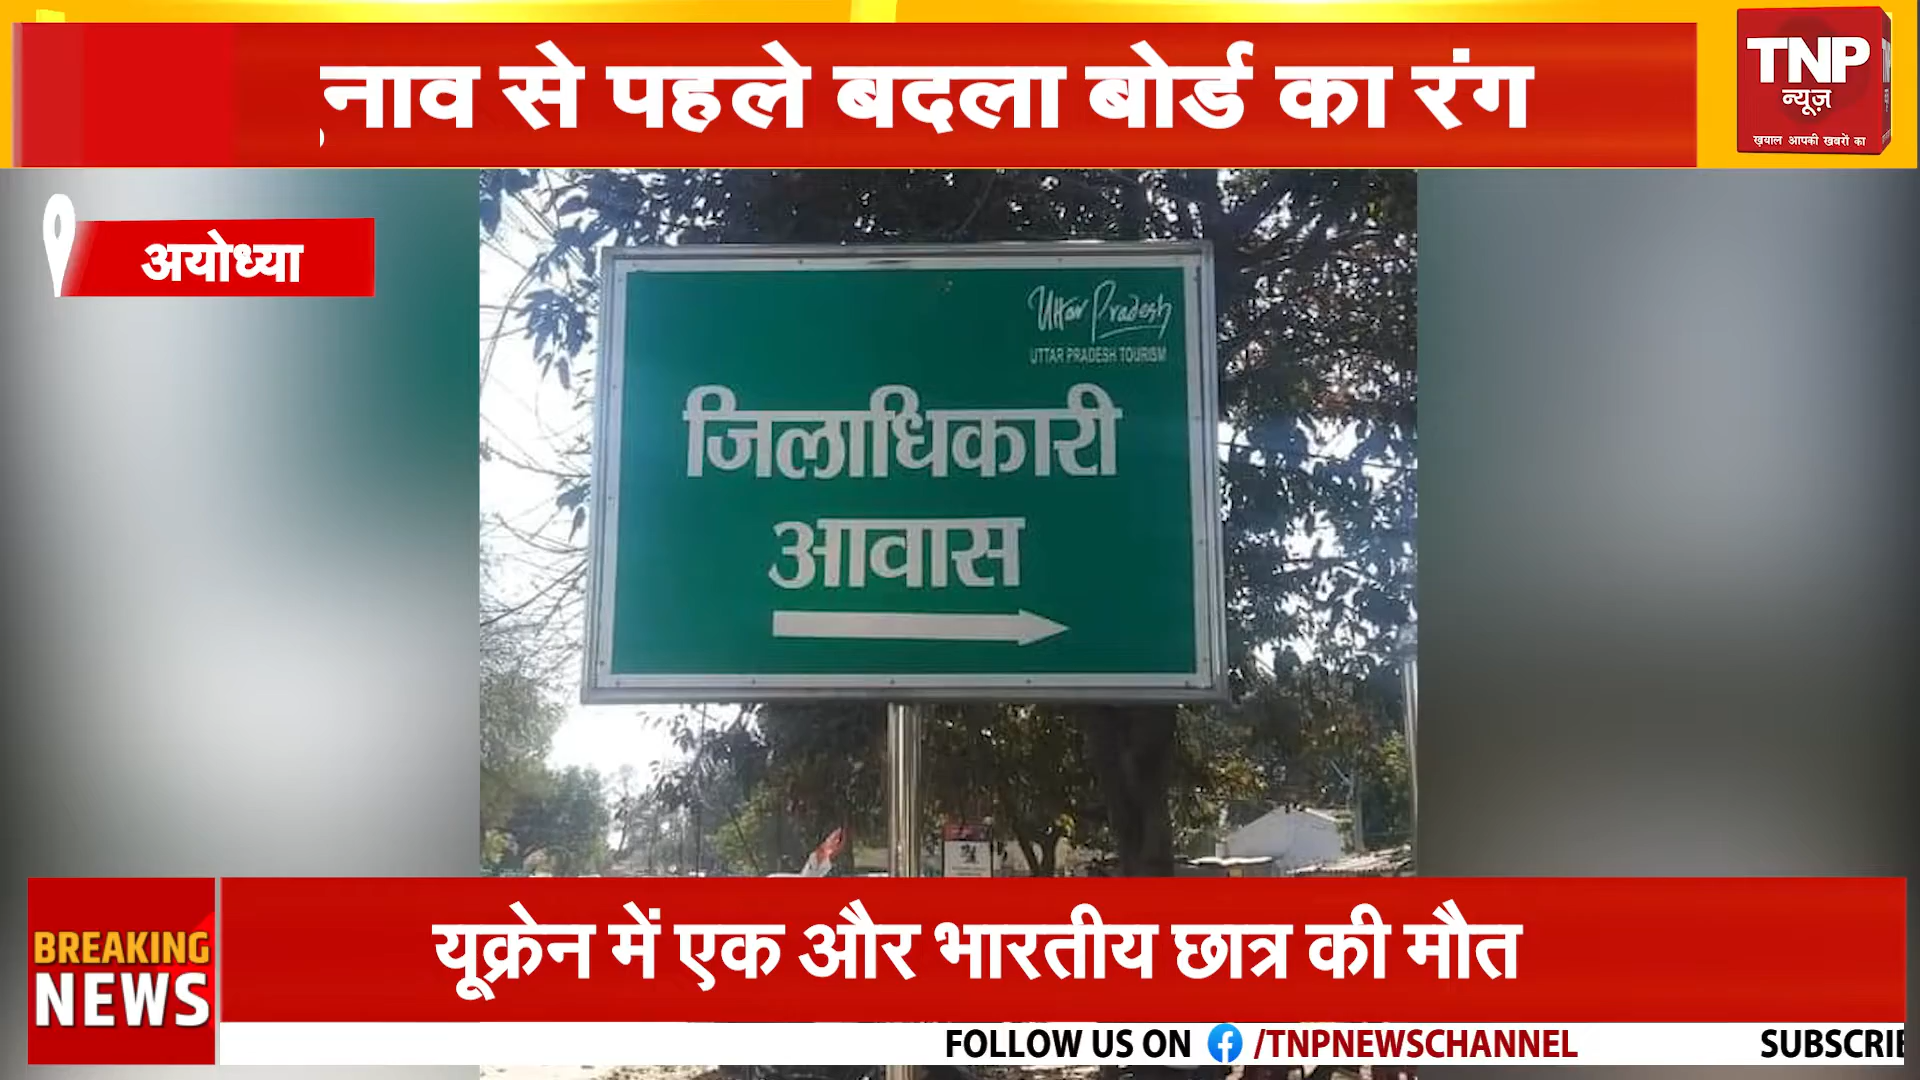 ुनाव से पहले बदला बोर्ड का रंग
TNP
न्यूज़
ख़याल आपकी खबरों का
अयोध्या
Uttar Pradesh
UTTAR PRADESH TOURISM
जिलाधिकारी
आवास
BREAKING
NEWS
यूक्रेन में एक और भारतीय छात्र की मौत
FOLLOW US ON /TNPNEWSCHANNEL
SUBSCRIB